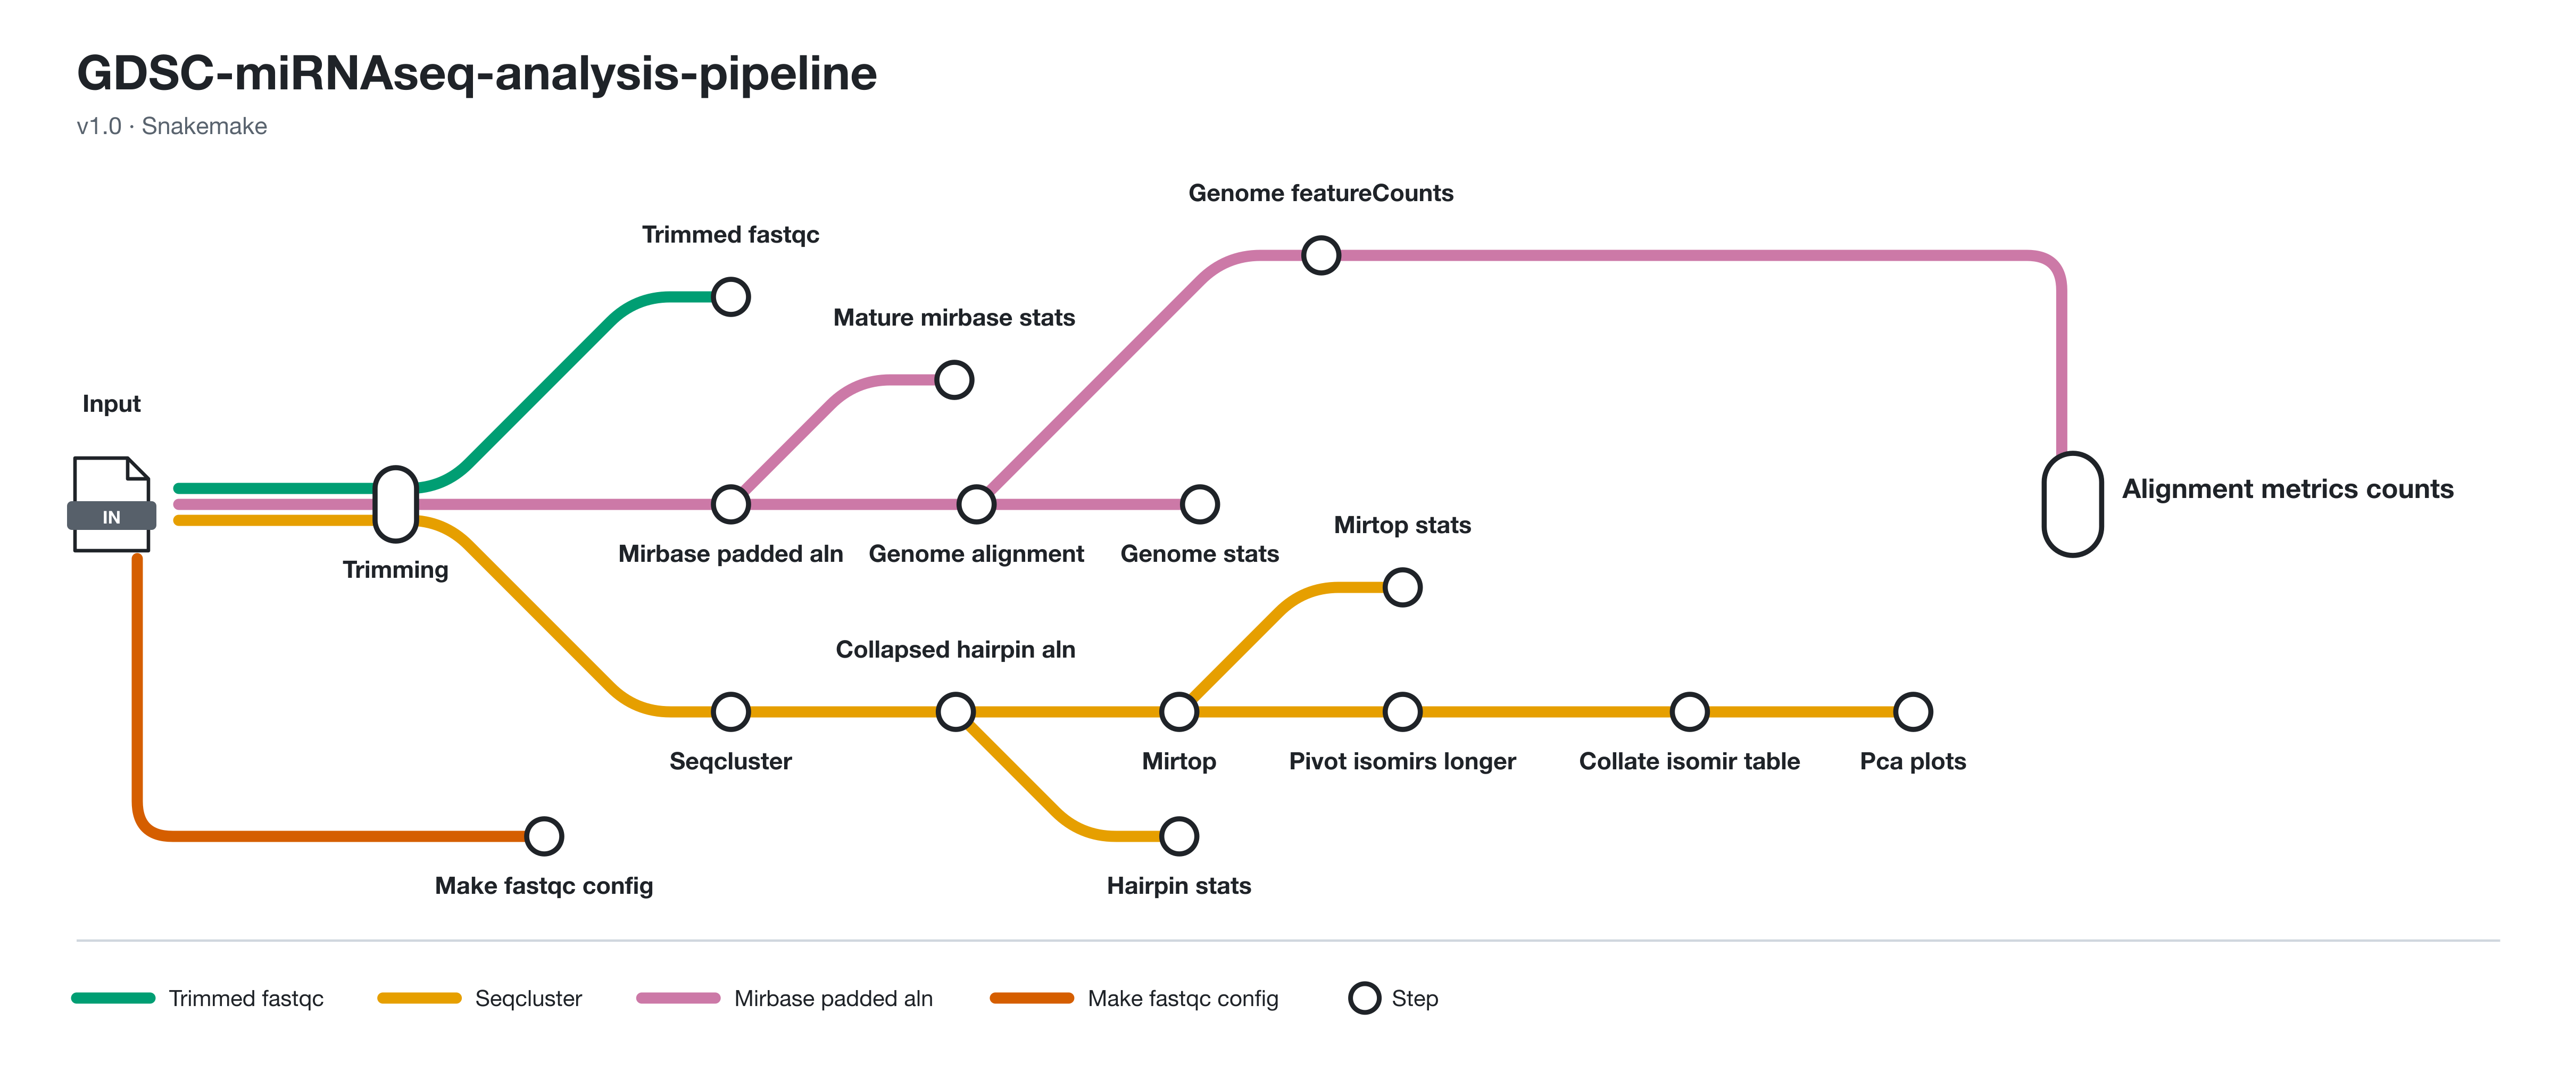 GDSC-miRNAseq-analysis-pipeline
v1.0 · Snakemake
Genome featureCounts
Trimmed fastqc
Mature mirbase stats
Input
IN
Trimming
Mirbase padded aln
Genome alignment
Genome stats
Alignment metrics counts
Mirtop stats
Collapsed hairpin aln
Seqcluster
Mirtop
Pivot isomirs longer
Collate isomir table
Pca plots
Make fastqc config
Hairpin stats
Trimmed fastqc
Seqcluster
Mirbase padded aln
Make fastqc config
Step